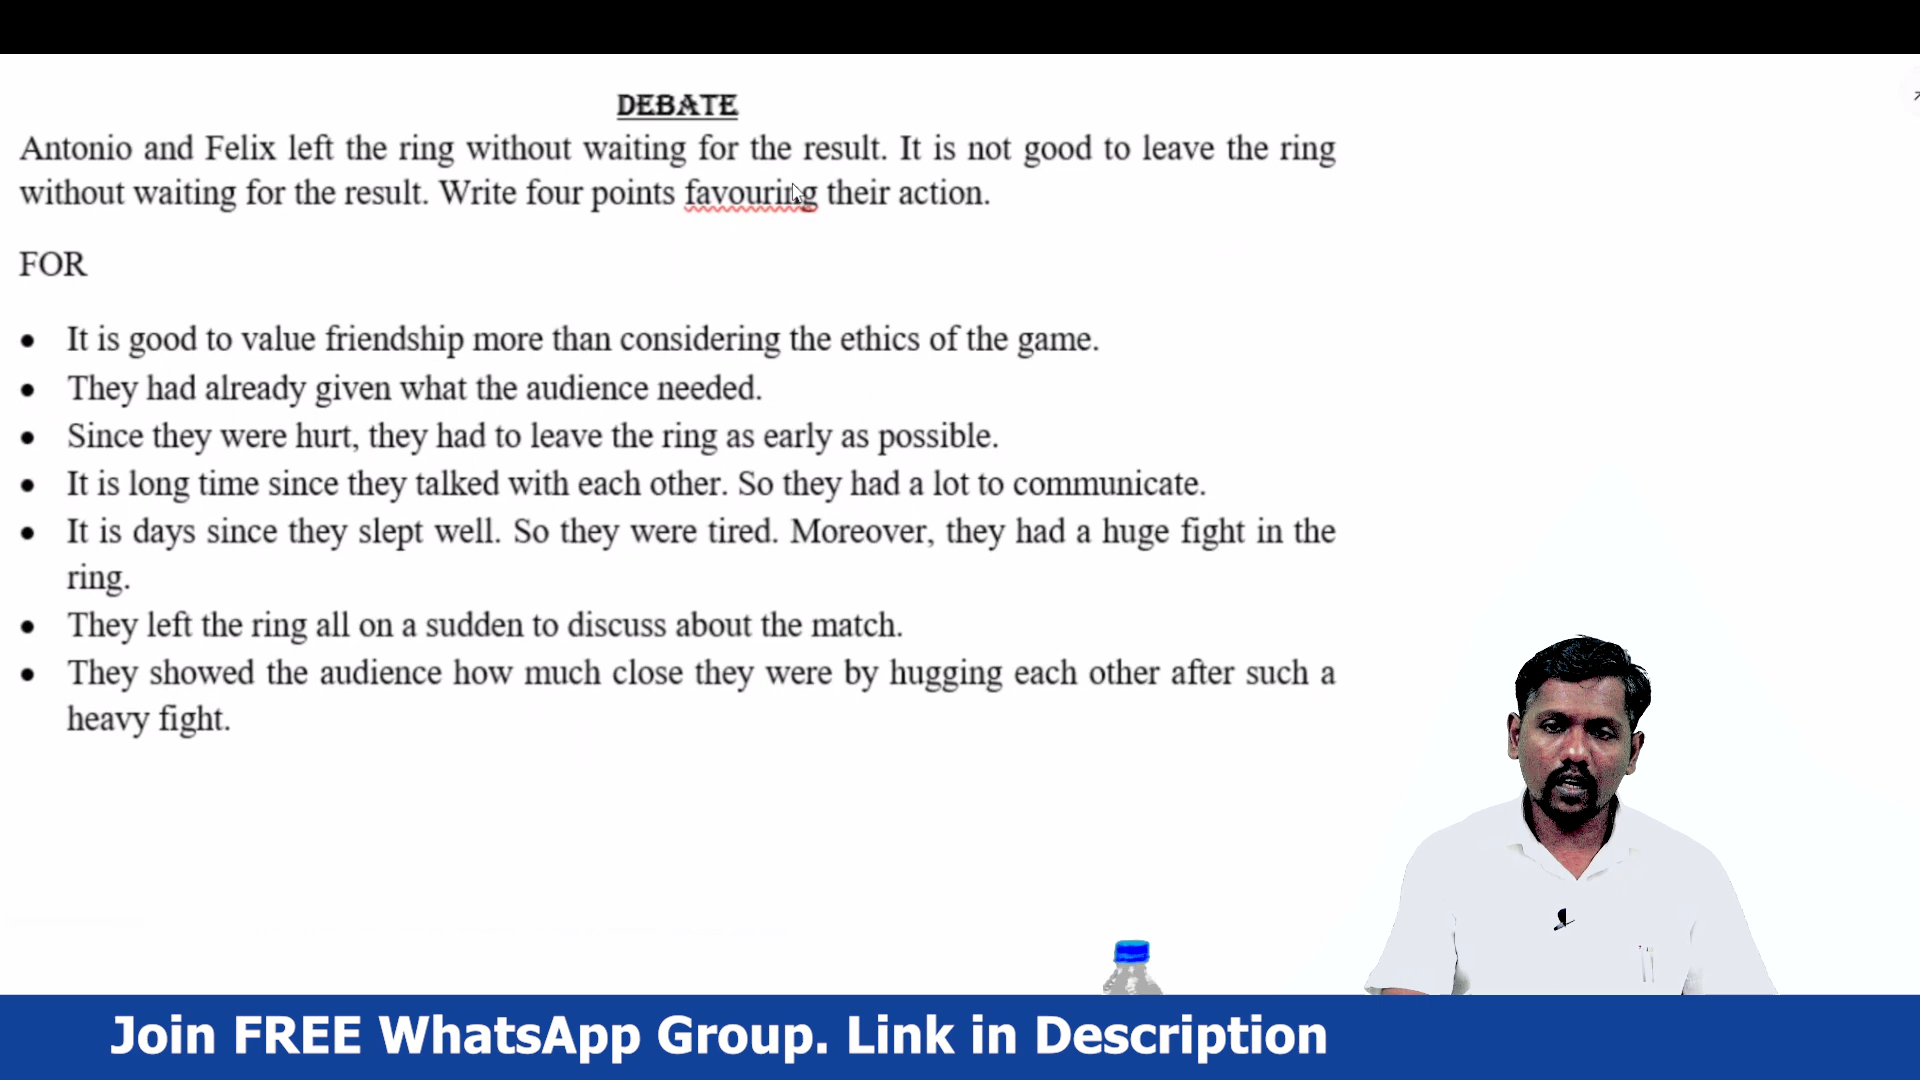 DEBATE
Antonio and Felix left the ring without waiting for the result. It is not good to leave the ring
without waiting for the result. Write four points favouring their action.
FOR
• It is good to value friendship more than considering the ethics of the game.
• They had already given what the audience needed.
• Since they were hurt, they had to leave the ring as early as possible.
• It is long time since they talked with each other. So they had a lot to communicate.
• It is days since they slept well. So they were tired. Moreover, they had a huge fight in the
ring.
• They left the ring all on a sudden to discuss about the match.
• They showed the audience how much close they were by hugging each other after such a
heavy fight.
Join FREE WhatsApp Group. Link in Description